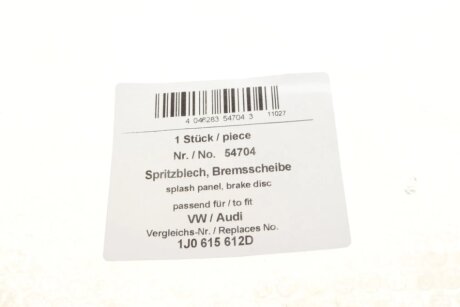 4 046283 54704 3 11027
1 Stück / piece
Nr. / No. 54704
Spritzblech, Bremsscheibe
splash panel, brake disc
passend für / to fit
VW / Audi
Vergleichs-Nr. / Replaces No.
1J0 615 612D